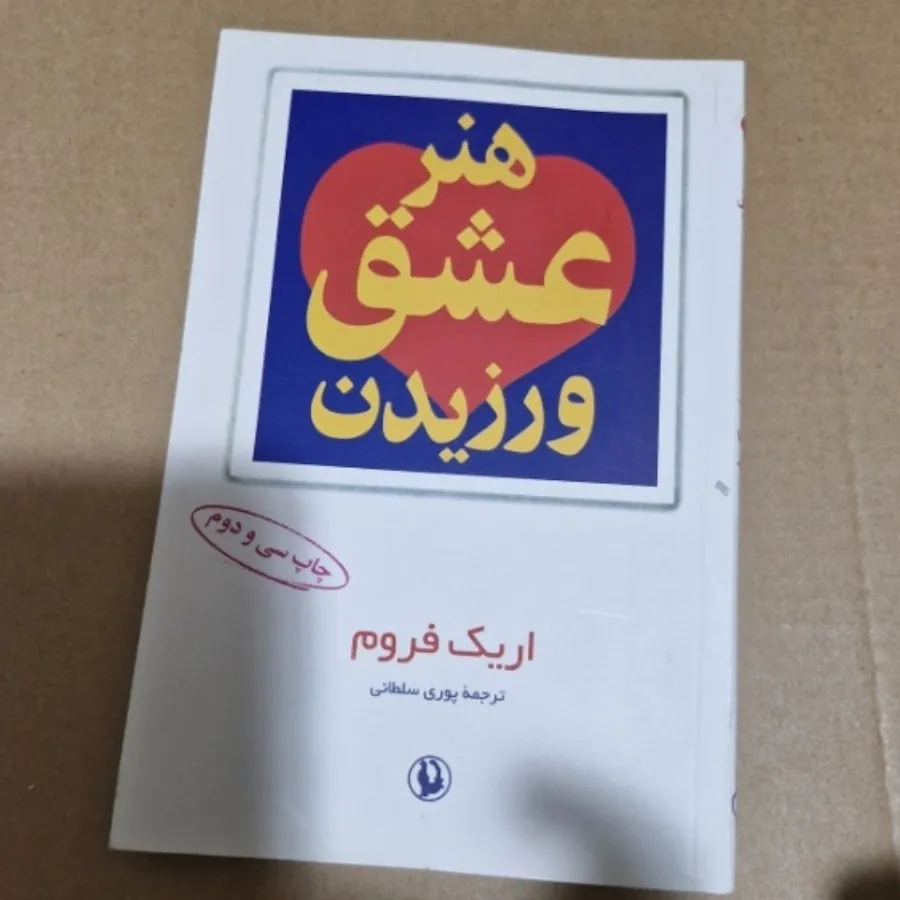 هنر
عشق
ورزیدن
چاپ سی و دوم
اریک فروم
ترجمهٔ پوری سلطانی